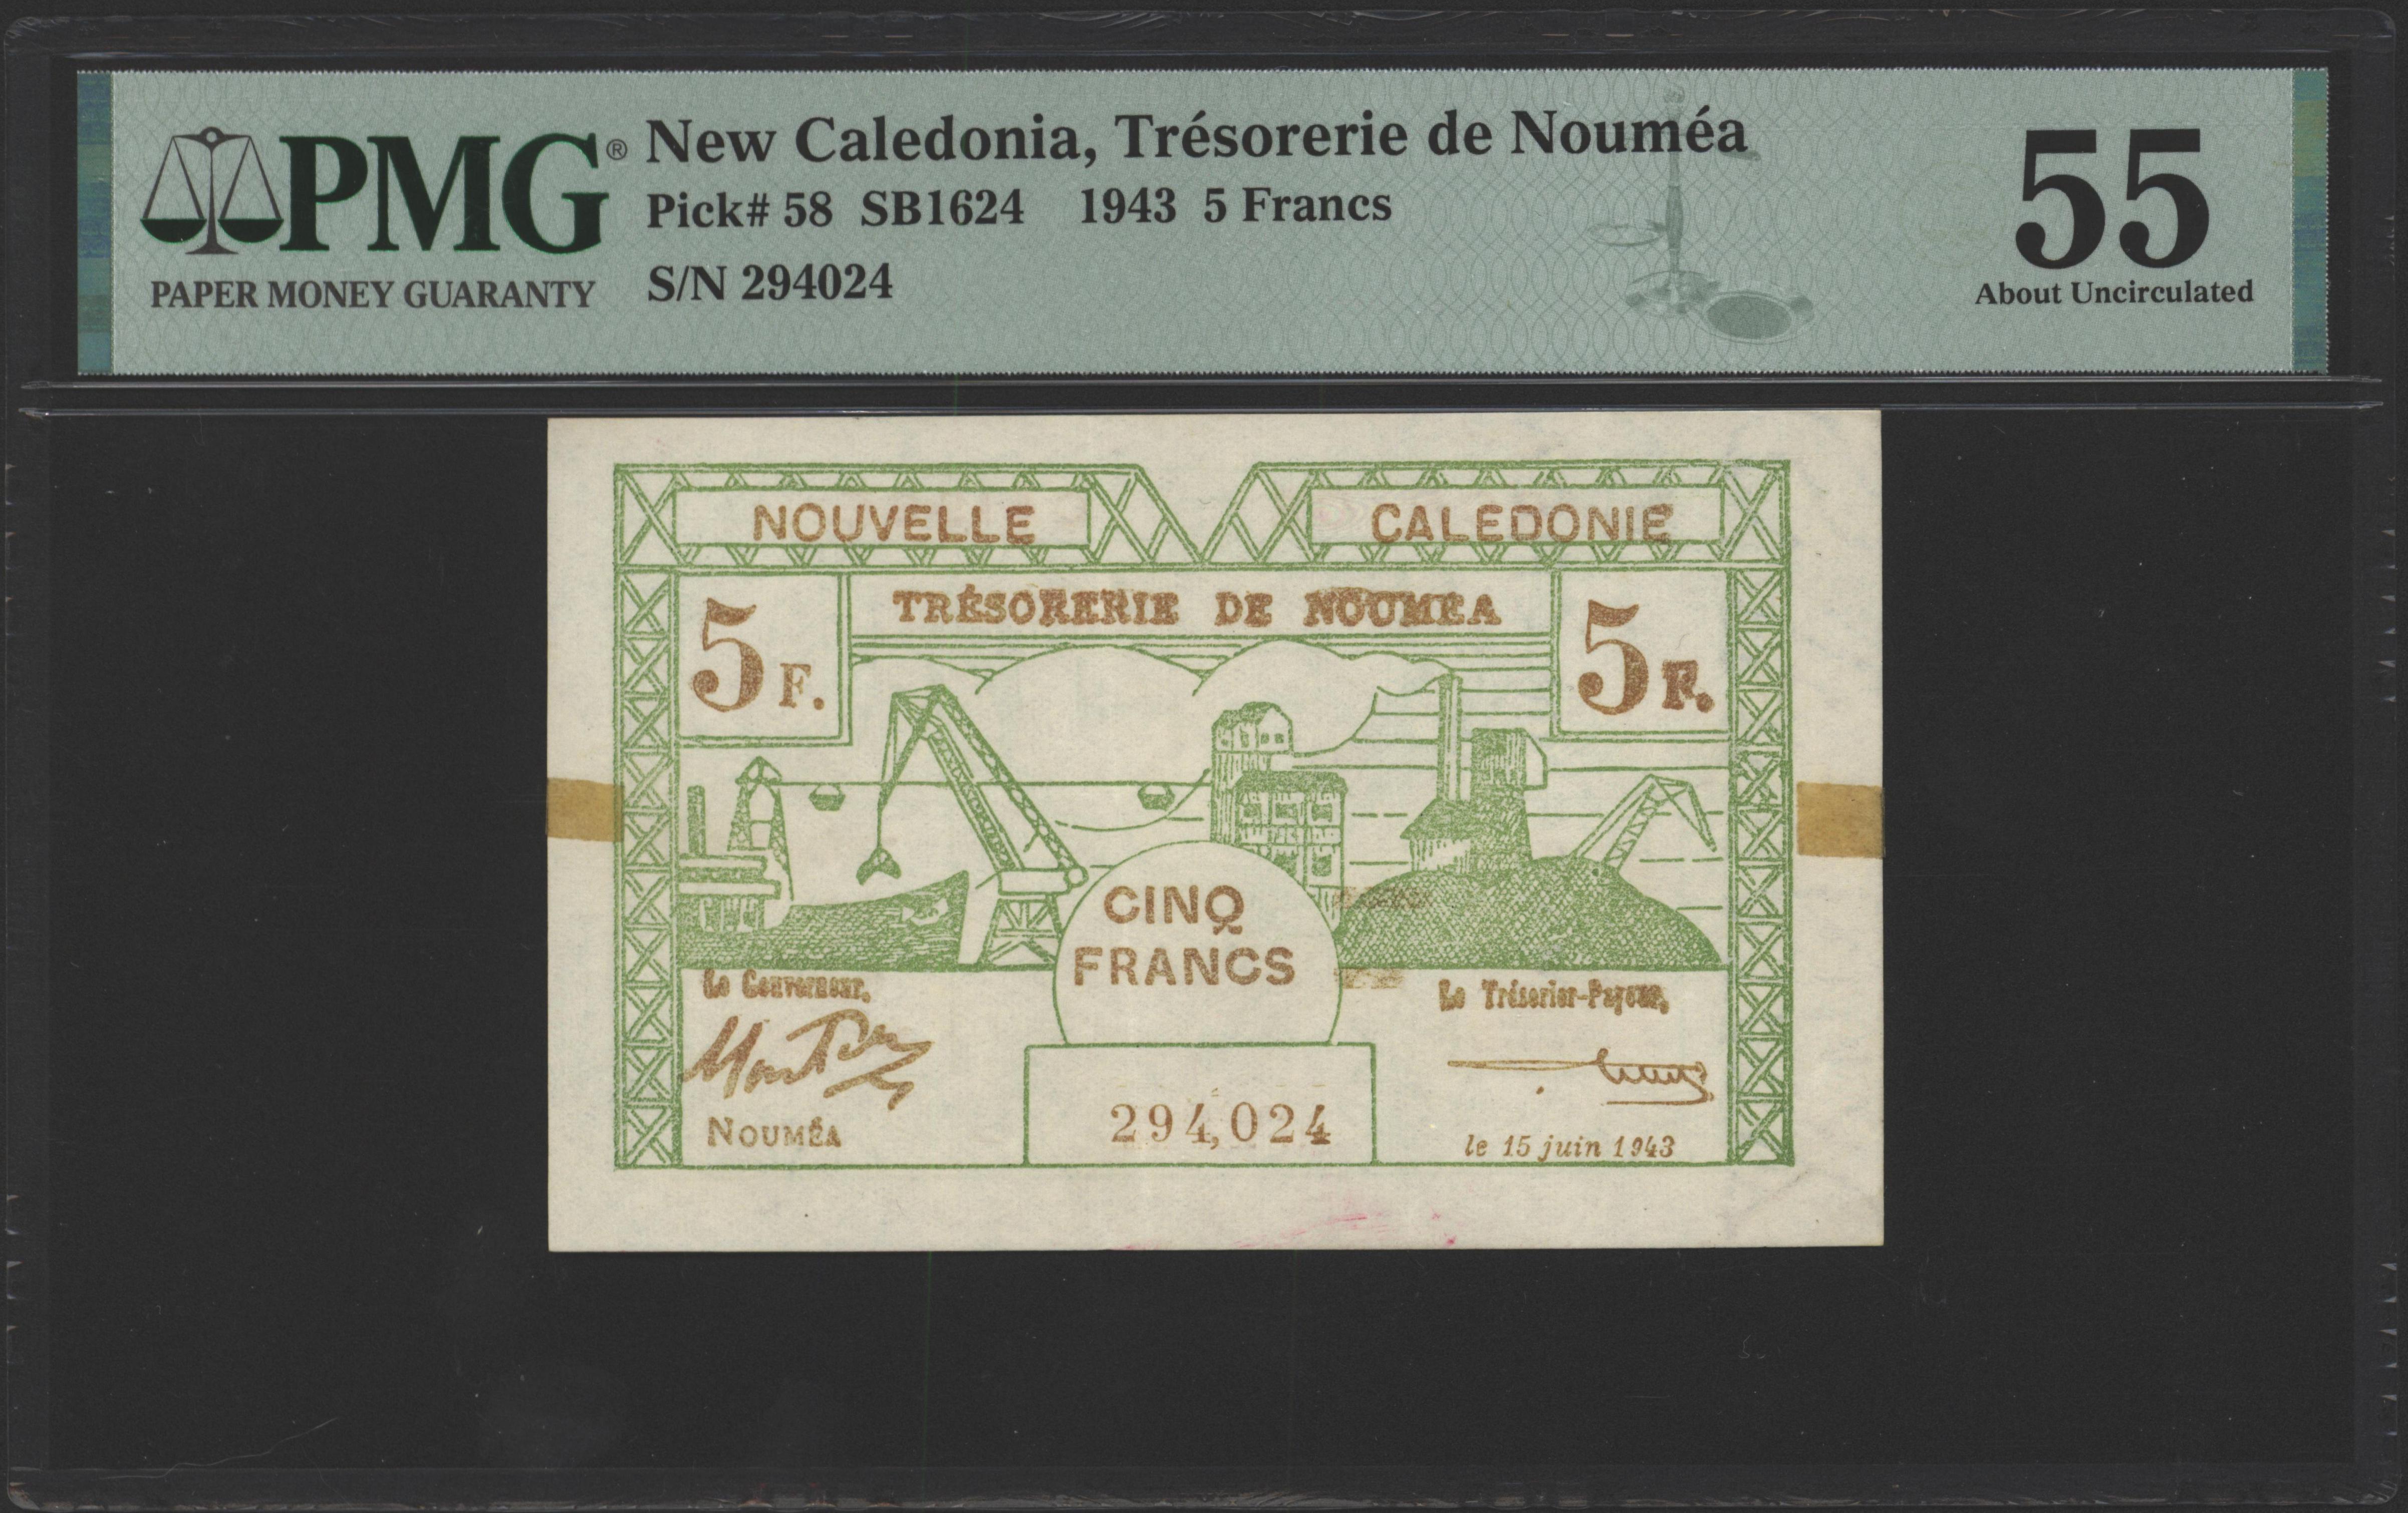 PMG® New Caledonia, Trésorerie de Nouméa
PAPER MONEY GUARANTY
Pick# 58 SB1624 1943 5 Francs
S/N 294024
55
About Uncirculated
NOUVELLE CALEDONIE
TRÉSORERIE DE NOUMEA
5 F.
5 F.
CINQ
FRANCS
Le Gouverneur,
Le Trésorier-Payeur,
NOUMÉA
294,024
le 15 juin 1943